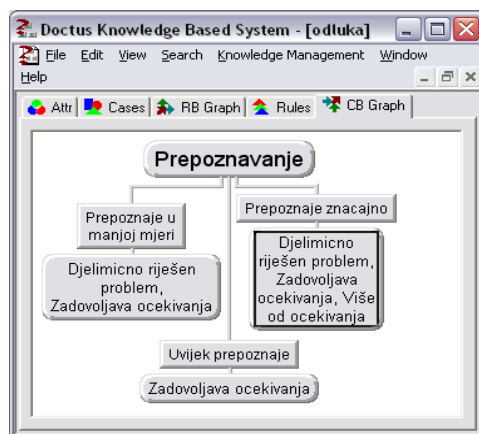 Doctus Knowledge Based System - [odluka]
File Edit View Search Knowledge Management Window
Help
Attr Cases RB Graph Rules CB Graph
Prepoznavanje
Prepoznaje u
manjoj mjeri
Djelimicno riješen
problem,
Zadovoljava ocekivanja
Prepoznaje znacajno
Djelimicno
riješen problem,
Zadovoljava
ocekivanja, Više
od ocekivanja
Uvijek prepoznaje
Zadovoljava ocekivanja